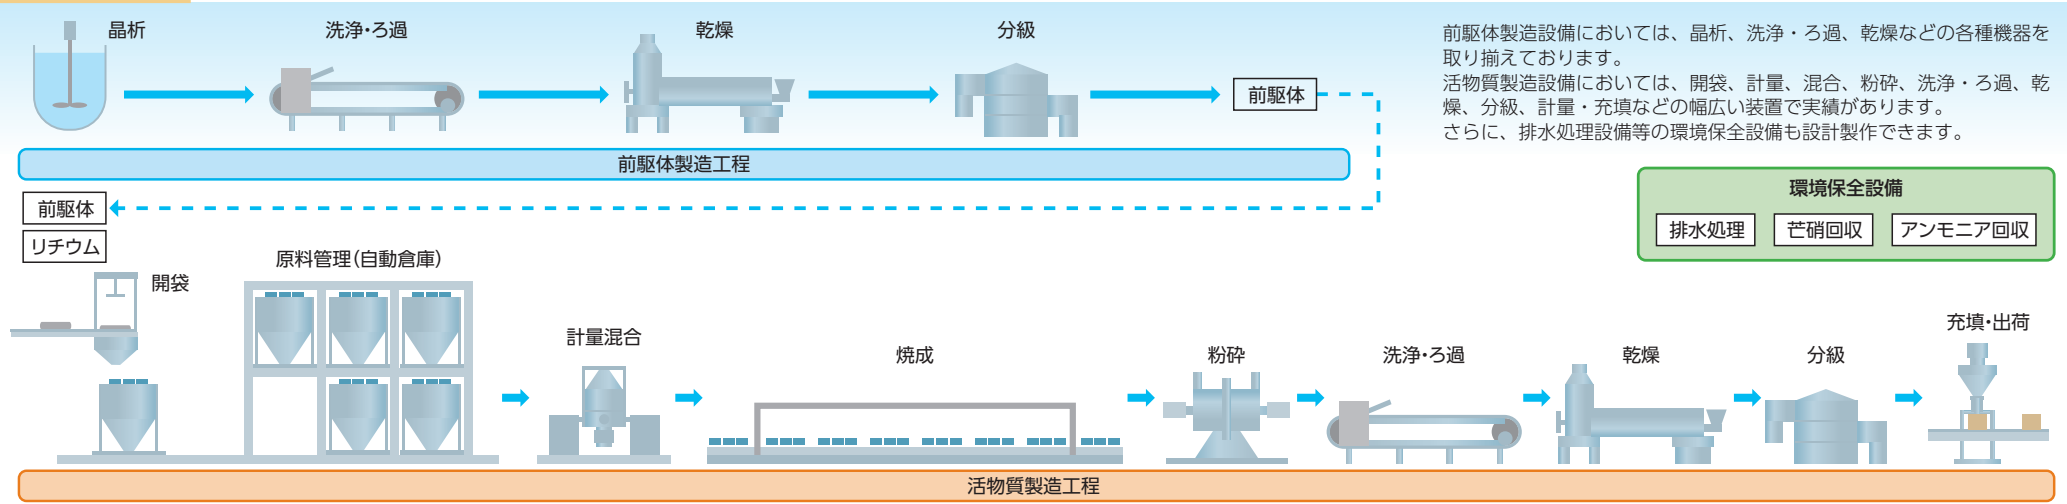 晶析
洗浄・ろ過
乾燥
分級
前駆体
前駆体製造設備においては、晶析、洗浄・ろ過、乾燥などの各種機器を
取り揃えております。
活物質製造設備においては、開袋、計量、混合、粉砕、洗浄・ろ過、乾
燥、分級、計量・充填などの幅広い装置で実績があります。
さらに、排水処理設備等の環境保全設備も設計製作できます。
前駆体製造工程
環境保全設備
排水処理
芒硝回収
アンモニア回収
前駆体
リチウム
開袋
原料管理(自動倉庫)
計量混合
焼成
粉砕
洗浄・ろ過
乾燥
分級
充填・出荷
活物質製造工程